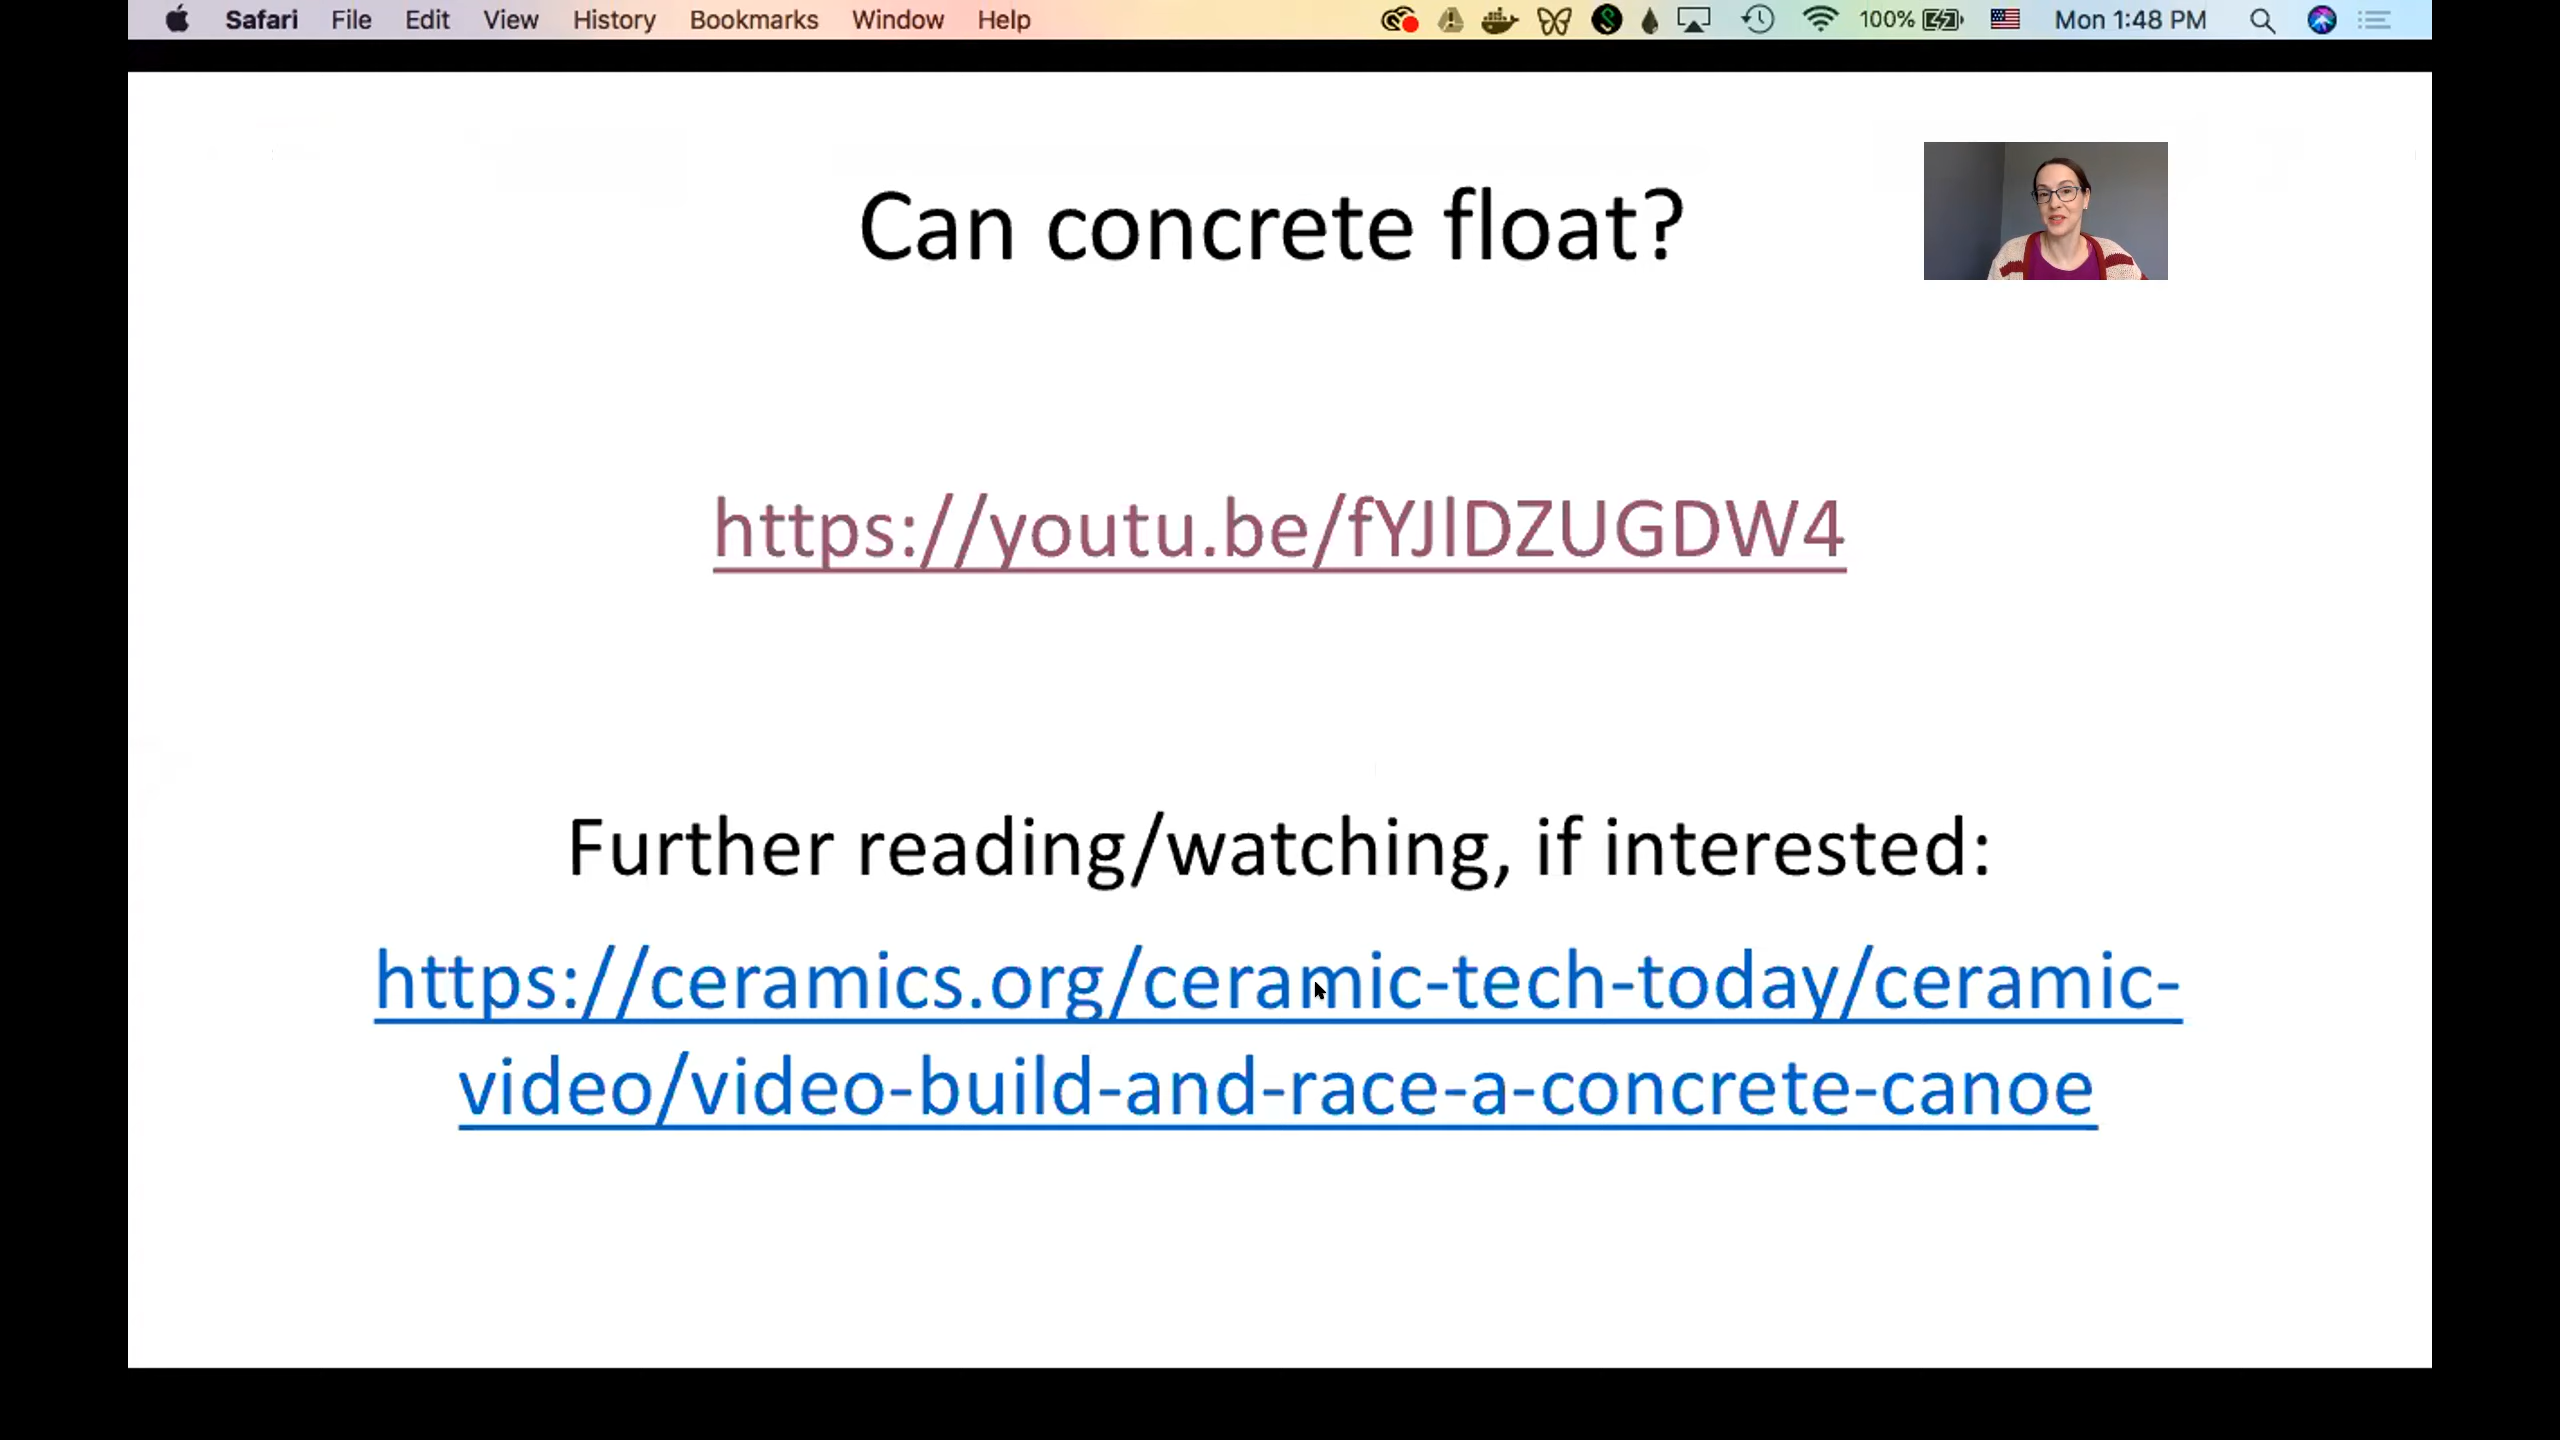 Safari File Edit View History Bookmarks Window Help 100% Mon 1:48 PM
Can concrete float?
https://youtu.be/fYJlDZUGDW4
Further reading/watching, if interested:
https://ceramics.org/ceramic-tech-today/ceramic-
video/video-build-and-race-a-concrete-canoe